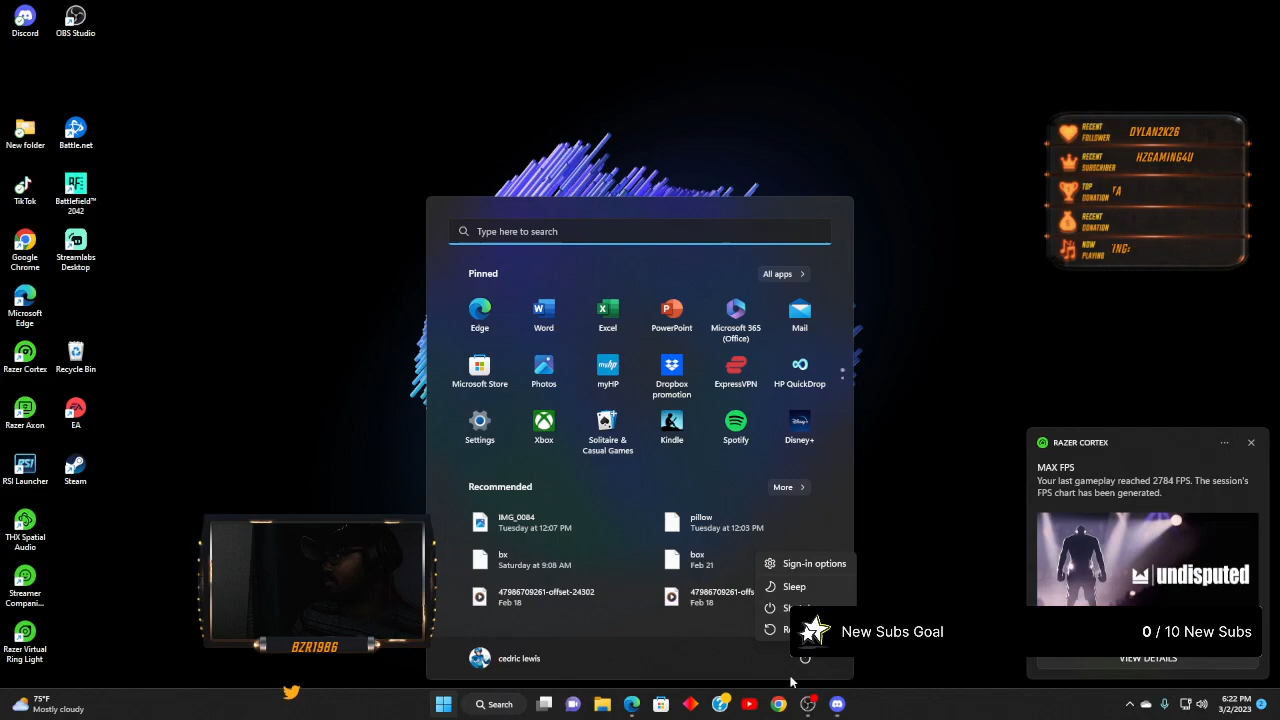 Discord
OBS Studio
New folder
Battle.net
TikTok
Battlefield™
2042
Google
Chrome
Streamlabs
Desktop
Microsoft
Edge
Razer Cortex
Recycle Bin
Razer Axon
EA
RSI Launcher
Steam
THX Spatial
Audio
Streamer
Compani...
Razer Virtual
Ring Light
RECENT
FOLLOWER
DYLAN2K26
RECENT
SUBSCRIBER
HZGAMING4U
TOP
DONATION
RECENT
DONATION
NOW
PLAYING
Type here to search
Pinned
All apps
Edge
Word
Excel
PowerPoint
Microsoft 365
(Office)
Mail
Microsoft Store
Photos
myHP
Dropbox
promotion
ExpressVPN
HP QuickDrop
Settings
Xbox
Solitaire &
Casual Games
Kindle
Spotify
Disney+
Recommended
More
IMG_0084
Tuesday at 12:07 PM
pillow
Tuesday at 12:03 PM
bx
Saturday at 9:08 AM
box
Feb 21
47986709261-offset-24302
Feb 18
47986709261-offs
Feb 18
Sign-in options
Sleep
cedric lewis
RAZER CORTEX
MAX FPS
Your last gameplay reached 2784 FPS. The session's
FPS chart has been generated.
undisputed
New Subs Goal
0 / 10 New Subs
VIEW DETAILS
BZR1986
75°F
Mostly cloudy
Search
6:22 PM
3/2/2023
2